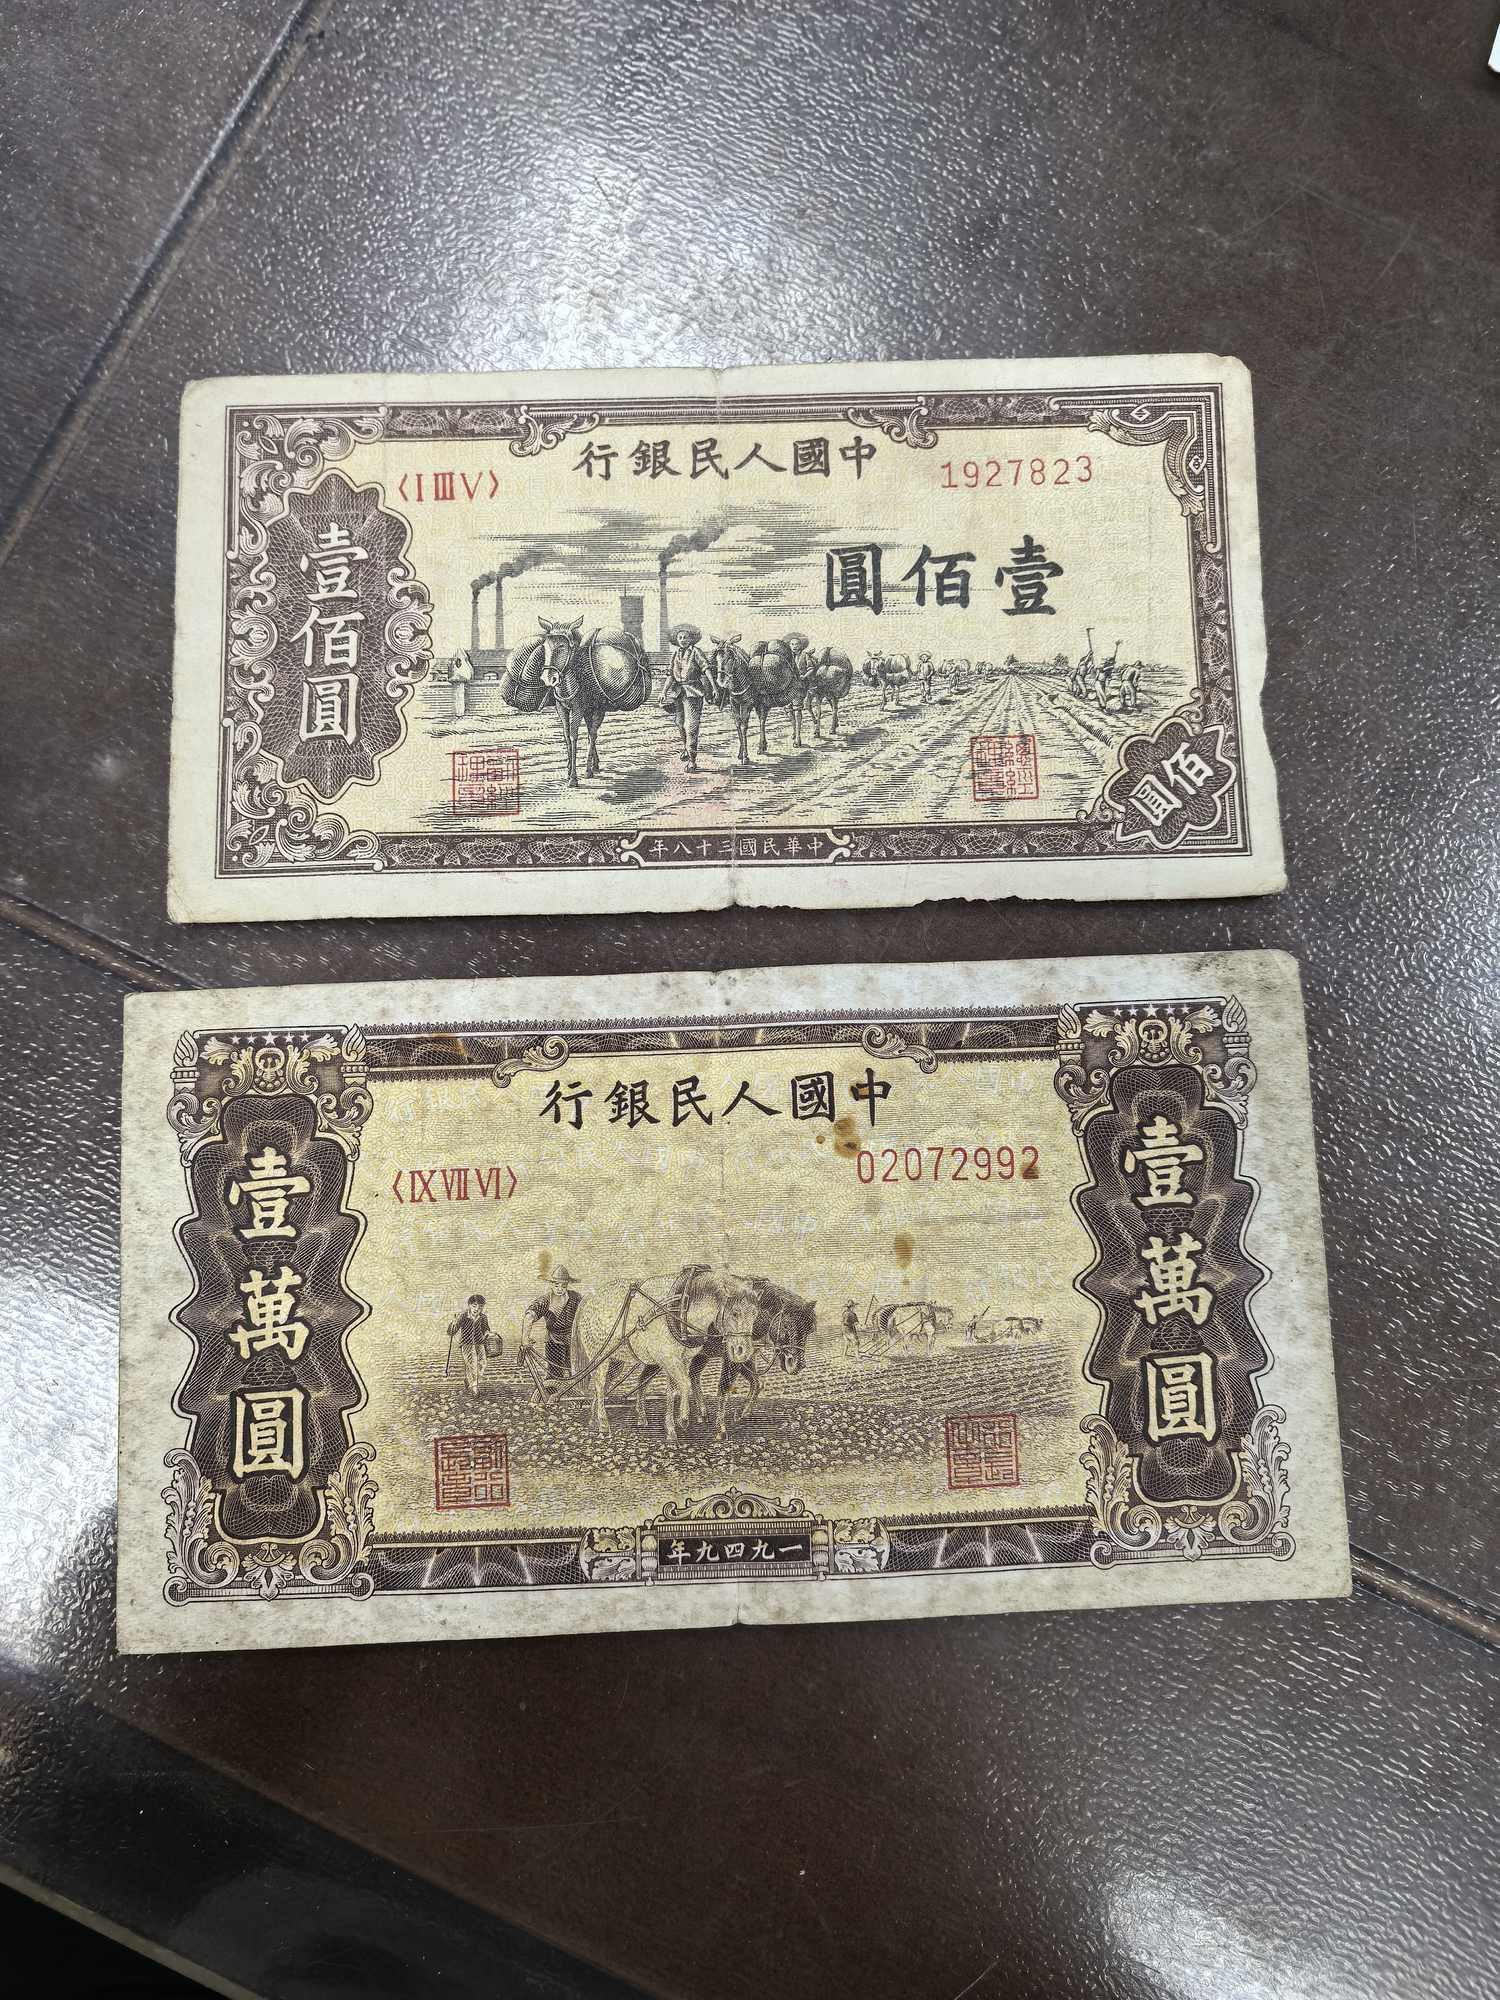 中國人民銀行
〈I III V〉
1927823
壹佰圓
壹佰圓
佰圓
中華民國三十八年
中國人民銀行
〈IX VII VI〉
02072992
壹萬圓
壹萬圓
一九四九年